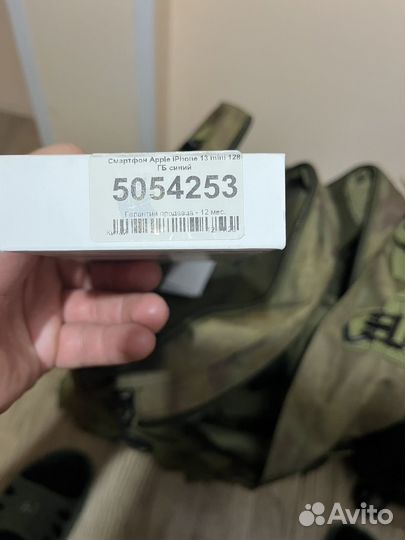 Смартфон Apple iPhone 13 mini 128
ГБ синий
5054253
Гарантия продавца - 12 мес.
Avito